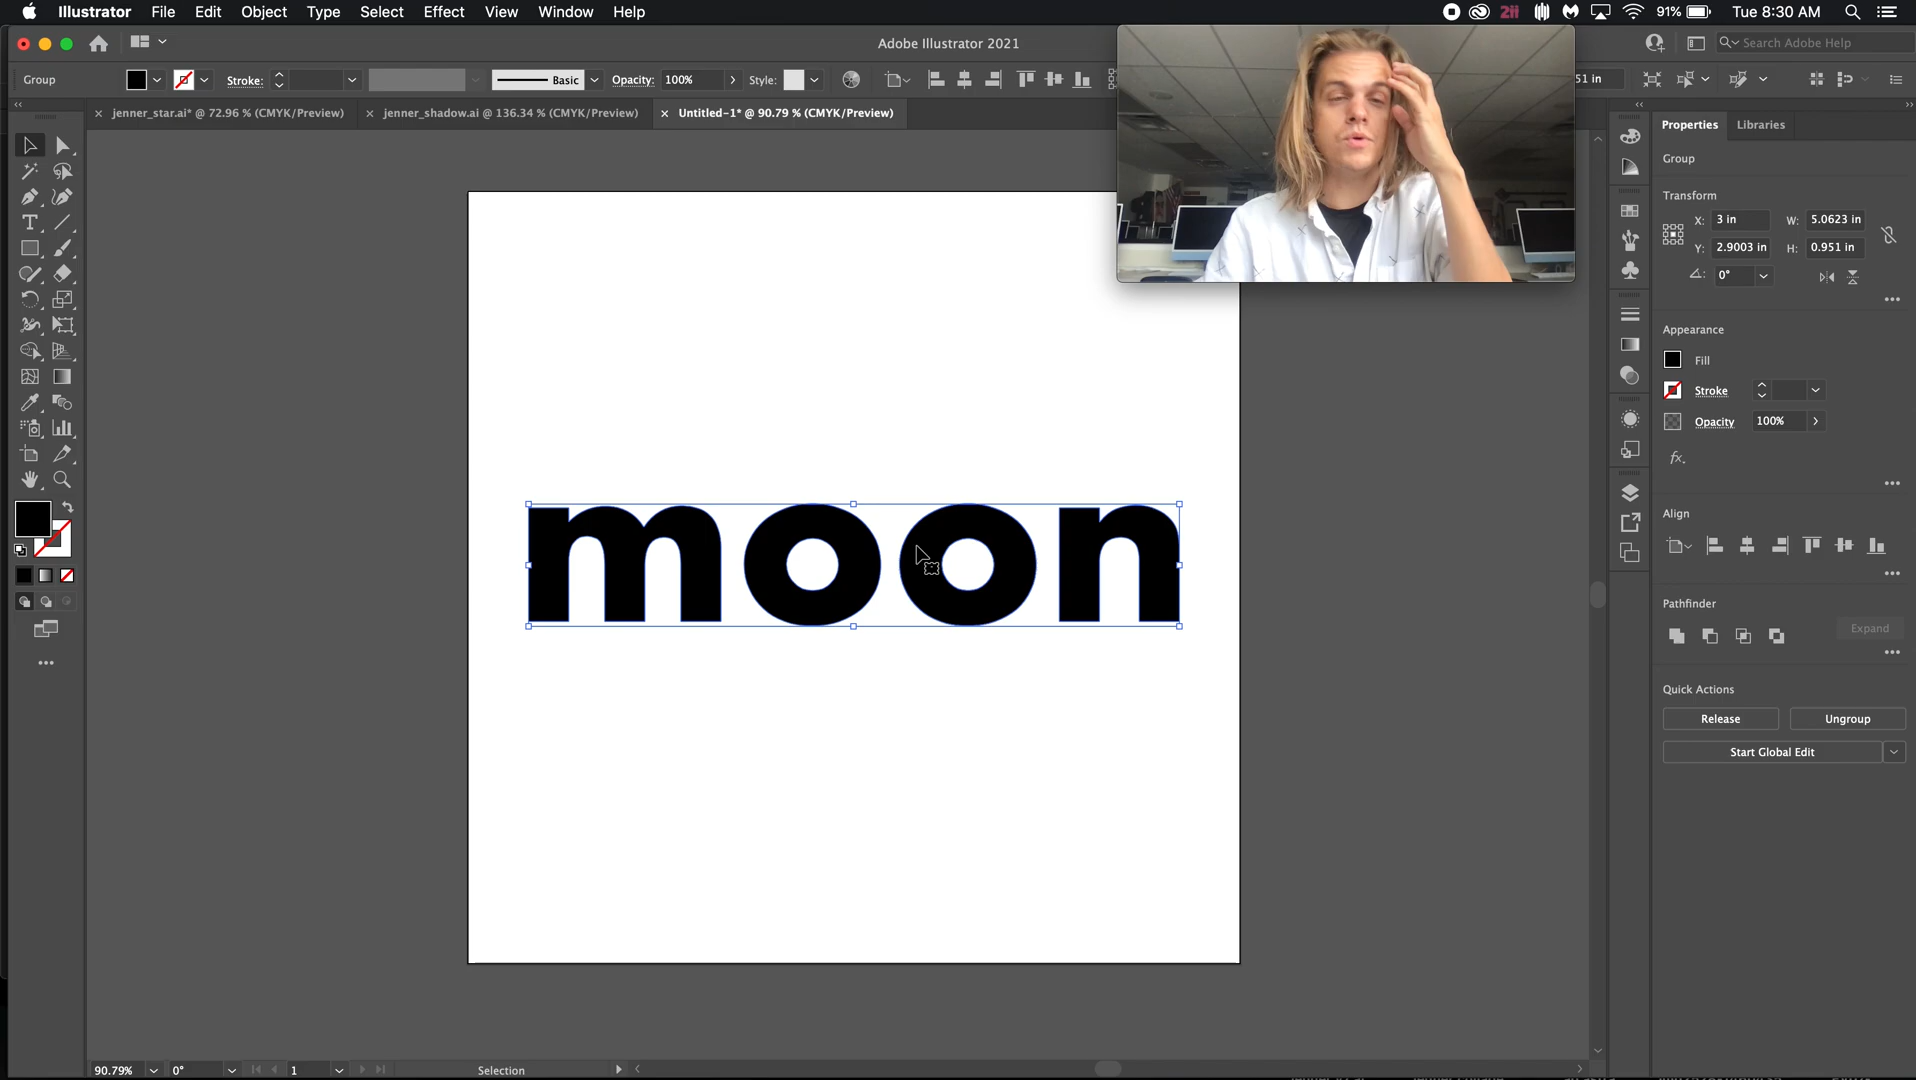 Illustrator File Edit Object Type Select Effect View Window Help
91% Tue 8:30 AM
Adobe Illustrator 2021
Search Adobe Help
Group Stroke: Basic Opacity: 100% Style: 51 in
× jenner_star.ai* @ 72.96 % (CMYK/Preview) × jenner_shadow.ai @ 136.34 % (CMYK/Preview) × Untitled-1* @ 90.79 % (CMYK/Preview)
Properties Libraries
Group
Transform
X: 3 in W: 5.0623 in
Y: 2.9003 in H: 0.951 in
0°
Appearance
Fill
Stroke
Opacity 100%
fx.
Align
moon
Pathfinder
Expand
Quick Actions
Release Ungroup
Start Global Edit
90.79% 0° 1 Selection